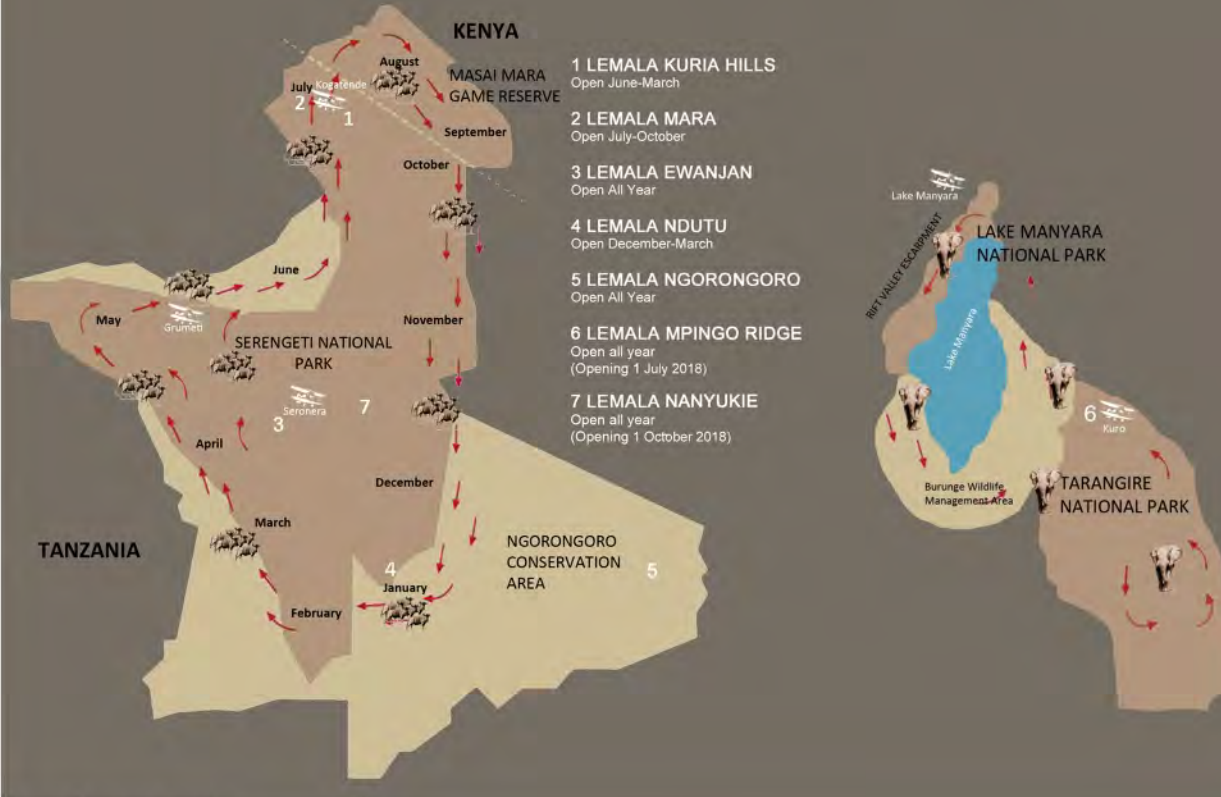 KENYA
MASAI MARA
GAME RESERVE
August
July
Kogatende
2
1
September
October
June
May
Grumeti
November
SERENGETI NATIONAL
PARK
Seronera
7
3
April
December
March
TANZANIA
NGORONGORO
CONSERVATION
AREA
4
5
January
February
1 LEMALA KURIA HILLS
Open June-March
2 LEMALA MARA
Open July-October
3 LEMALA EWANJAN
Open All Year
4 LEMALA NDUTU
Open December-March
5 LEMALA NGORONGORO
Open All Year
6 LEMALA MPINGO RIDGE
Open all year
(Opening 1 July 2018)
7 LEMALA NANYUKIE
Open all year
(Opening 1 October 2018)
Lake Manyara
RIFT VALLEY ESCARPMENT
LAKE MANYARA
NATIONAL PARK
Lake Manyara
6
Kuro
Burunge Wildlife
Management Area
TARANGIRE
NATIONAL PARK